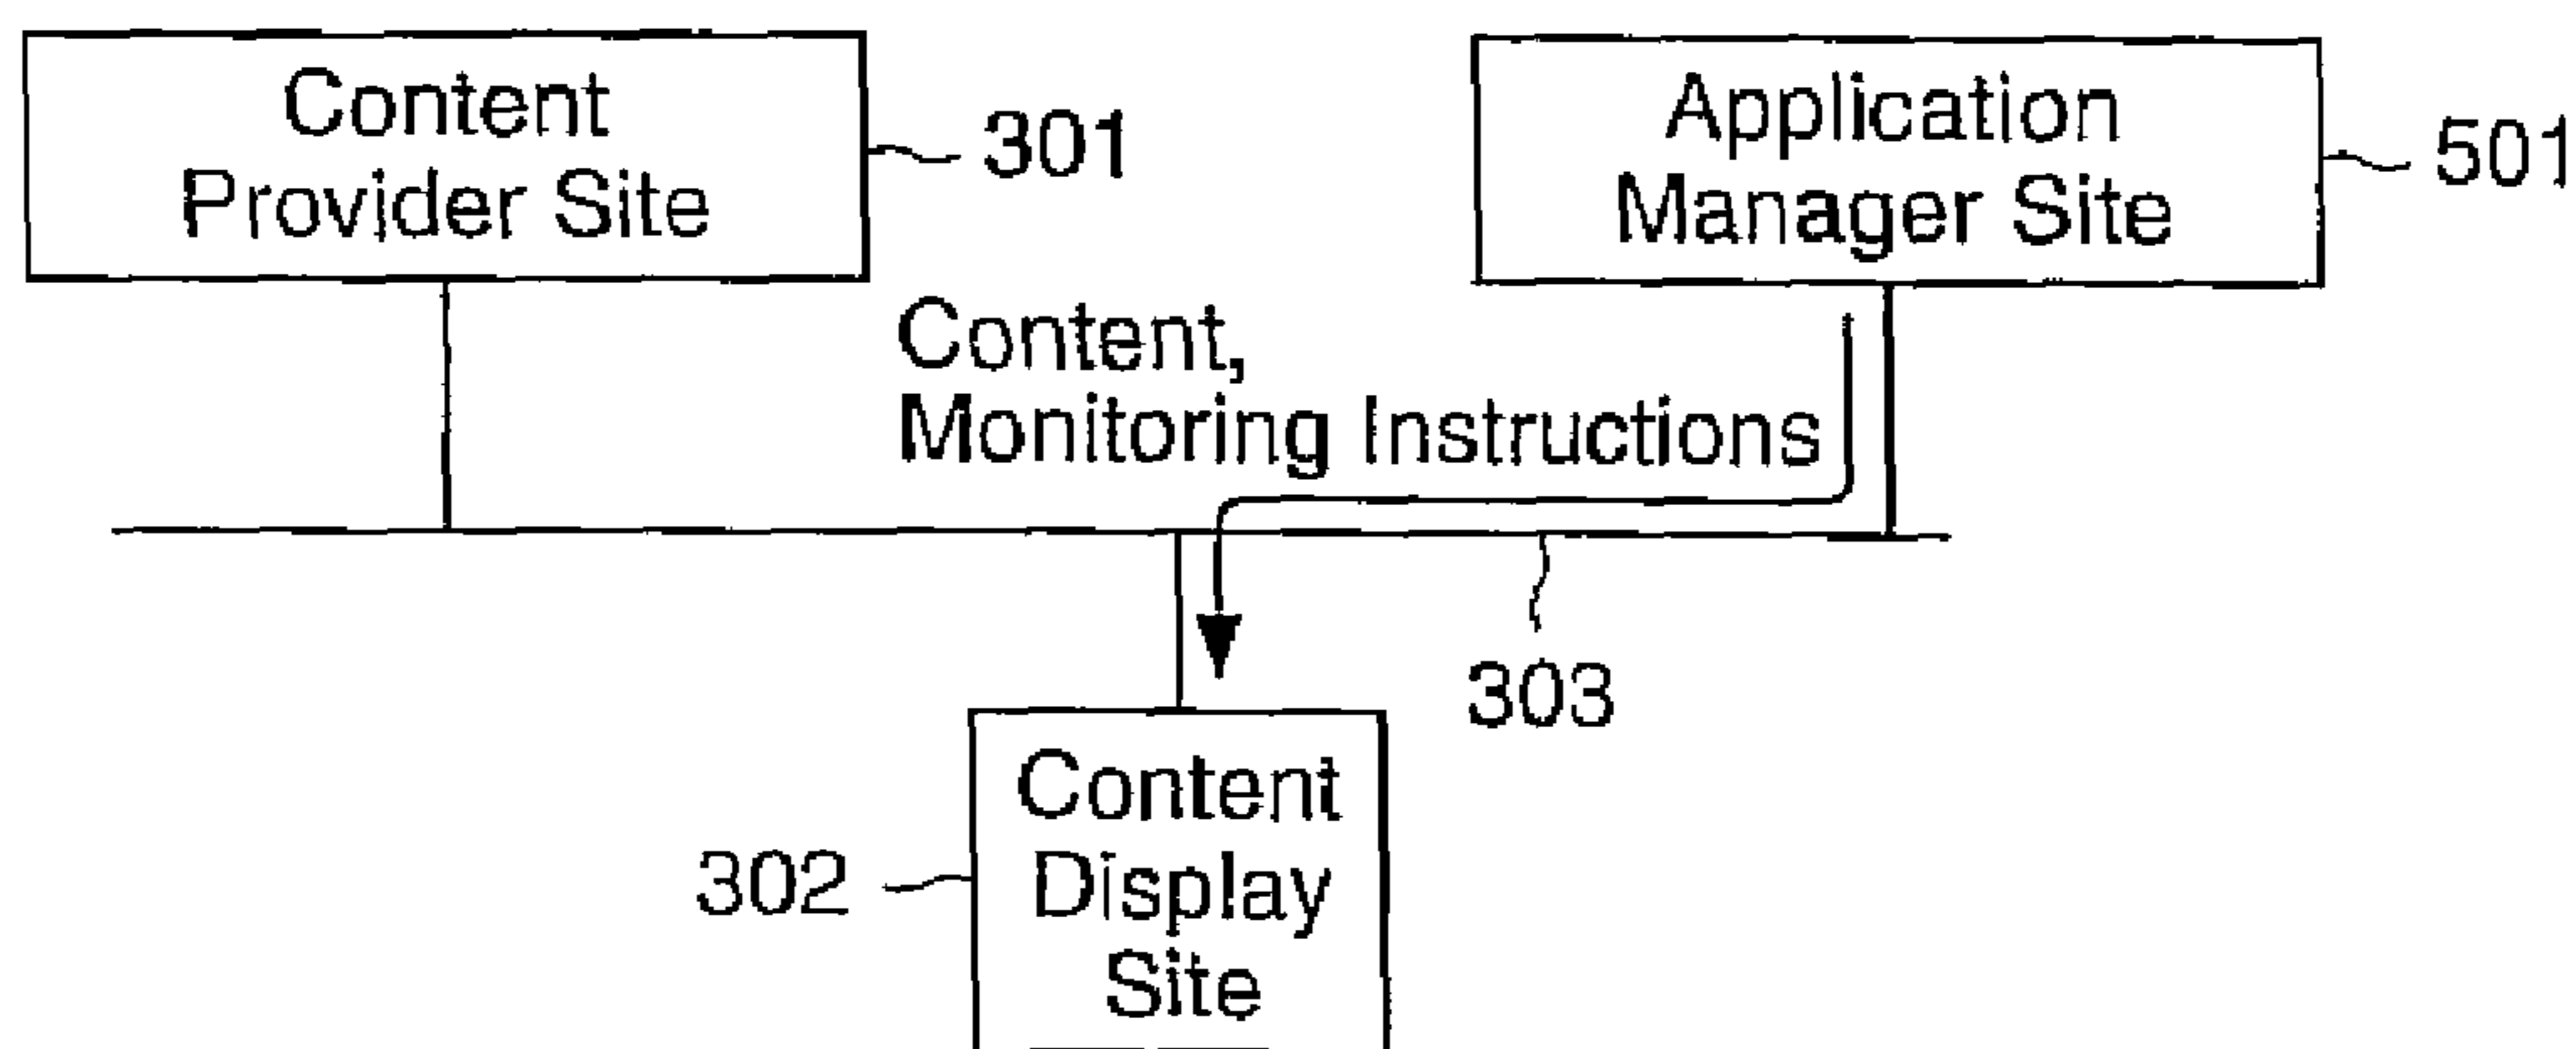 Content
Provider Site
301
Application
Manager Site
501
Content,
Monitoring Instructions
303
302
Content
Display
Site